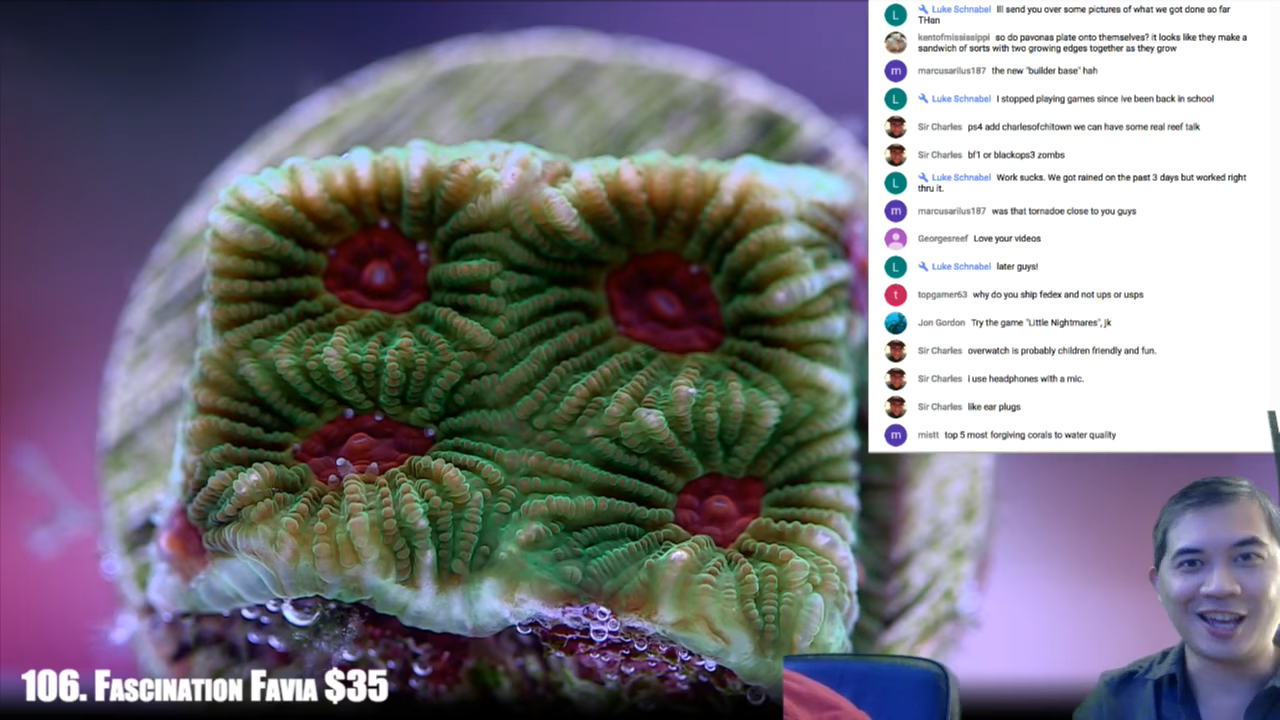 L Luke Schnabel Ill send you over some pictures of what we got done so far
THan
kentofmississippi so do pavonas plate onto themselves? it looks like they make a
sandwich of sorts with two growing edges together as they grow
m marcusarilus187 the new "builder base" hah
L Luke Schnabel I stopped playing games since ive been back in school
Sir Charles ps4 add charlesofchitown we can have some real reef talk
Sir Charles bf1 or blackops3 zombs
L Luke Schnabel Work sucks. We got rained on the past 3 days but worked right
thru it.
m marcusarilus187 was that tornadoe close to you guys
Georgesreef Love your videos
L Luke Schnabel later guys!
t topgamer63 why do you ship fedex and not ups or usps
Jon Gordon Try the game "Little Nightmares", jk
Sir Charles overwatch is probably children friendly and fun.
Sir Charles i use headphones with a mic.
Sir Charles like ear plugs
m mistt top 5 most forgiving corals to water quality
106. Fascination Favia $35